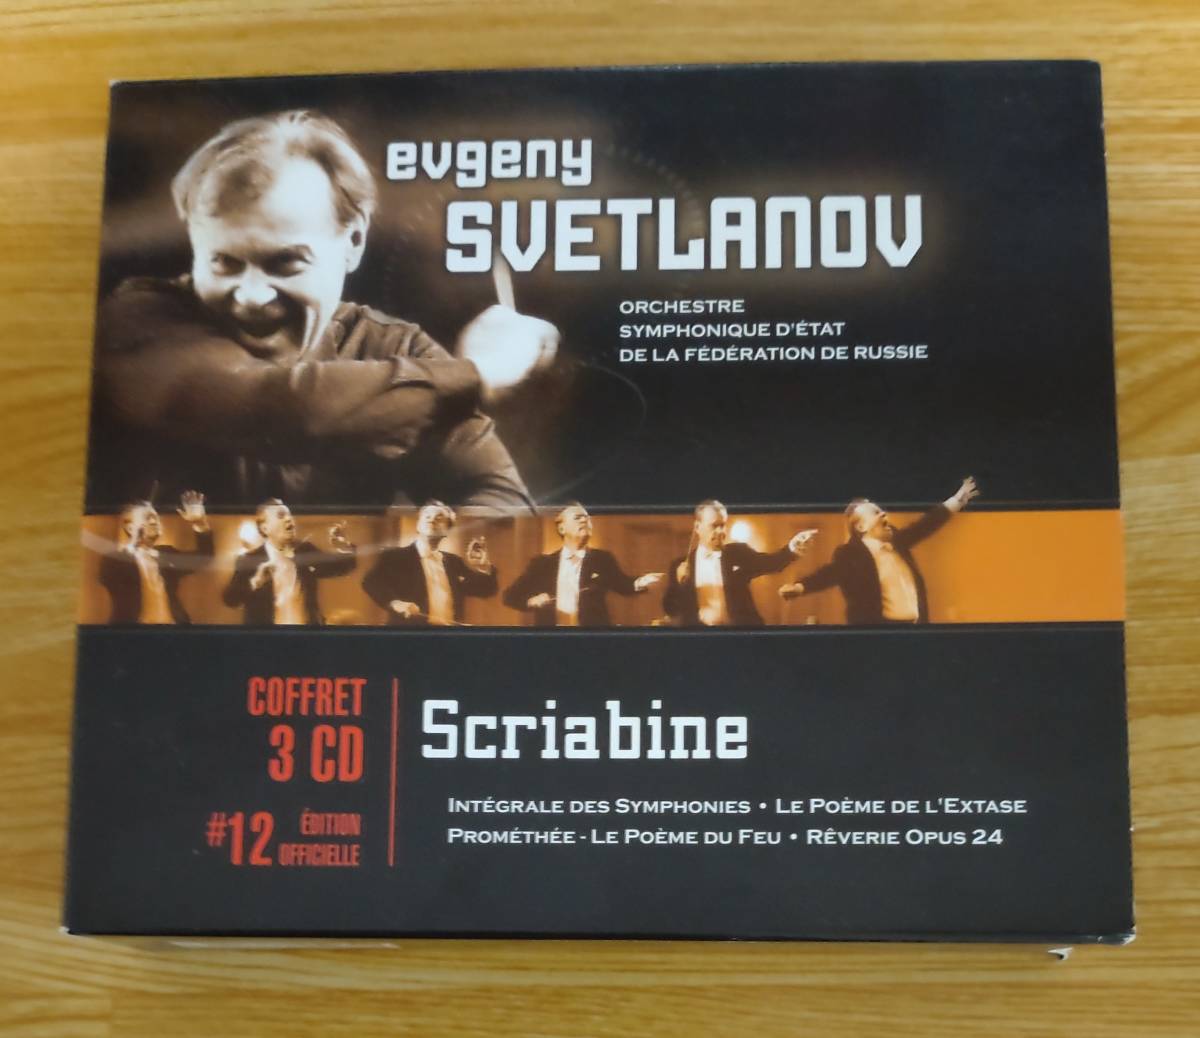 evgeny
SVETLANOV
ORCHESTRE
SYMPHONIQUE D'ÉTAT
DE LA FÉDÉRATION DE RUSSIE
COFFRET
3 CD
#12 ÉDITION
OFFICIELLE
Scriabine
INTÉGRALE DES SYMPHONIES • LE POÈME DE L'EXTASE
PROMÉTHÉE - LE POÈME DU FEU • RÊVERIE OPUS 24